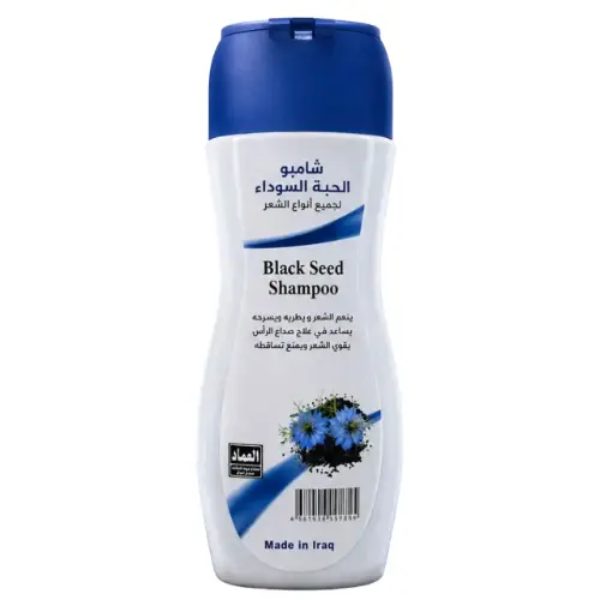 شامبو
الحبة السوداء
لجميع أنواع الشعر
Black Seed
Shampoo
ينعم الشعر و يطريه ويسرحه
يساعد في علاج صداع الرأس
يقوي الشعر ويمنع تساقطه
العماد
Made in Iraq